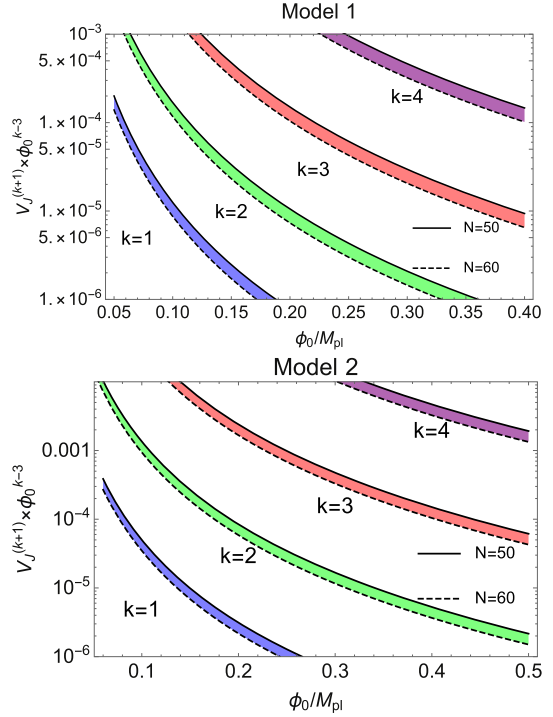 Model 1
V_J^(k+1)×ϕ_0^k−3
10^−3
5.×10^−4
1.×10^−4
5.×10^−5
1.×10^−5
5.×10^−6
1.×10^−6
k=4
k=3
k=2
k=1
N=50
N=60
0.05 0.10 0.15 0.20 0.25 0.30 0.35 0.40
ϕ_0/M_pl
Model 2
V_J^(k+1)×ϕ_0^k−3
0.001
10^−4
10^−5
10^−6
k=4
k=3
k=2
k=1
N=50
N=60
0.1 0.2 0.3 0.4 0.5
ϕ_0/M_pl